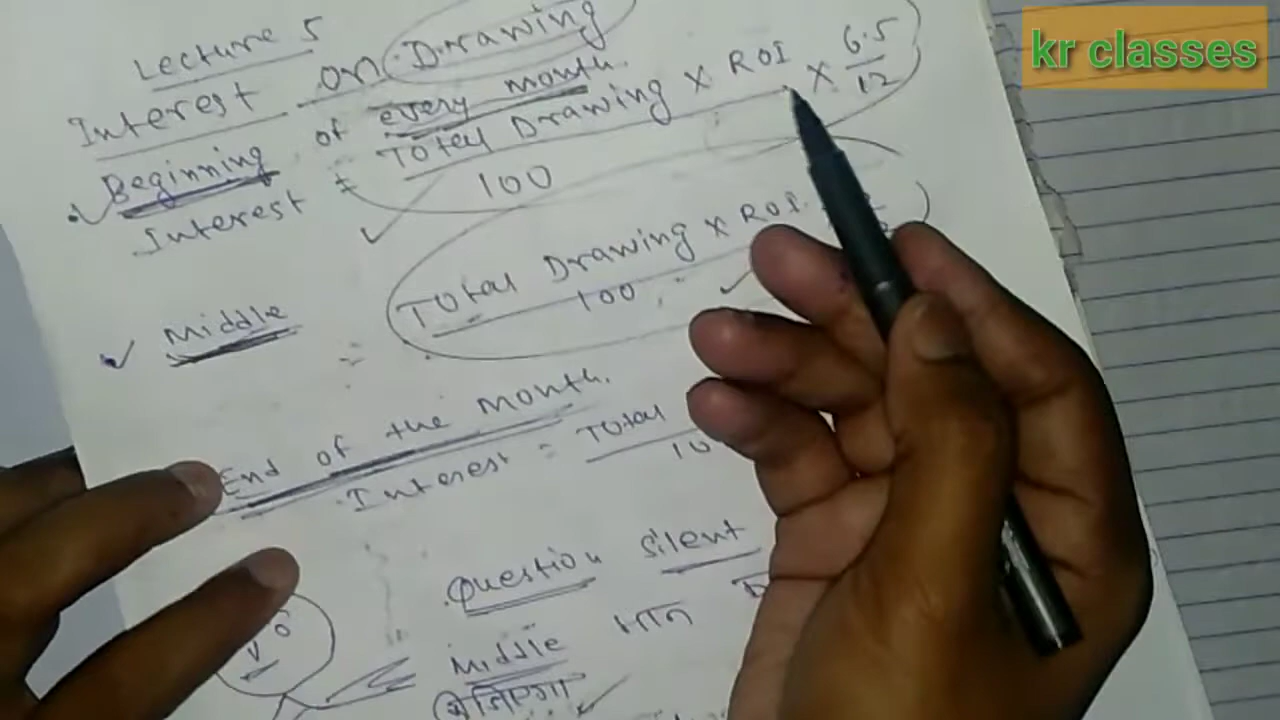 kr classes
Lecture 5
Interest on Drawing
Beginning of every month.
Interest = Total Drawing x ROI x 6.5
100 12
Middle = Total Drawing x ROI
100
End of the month.
Interest = Total
10
Question silent
Middle मान